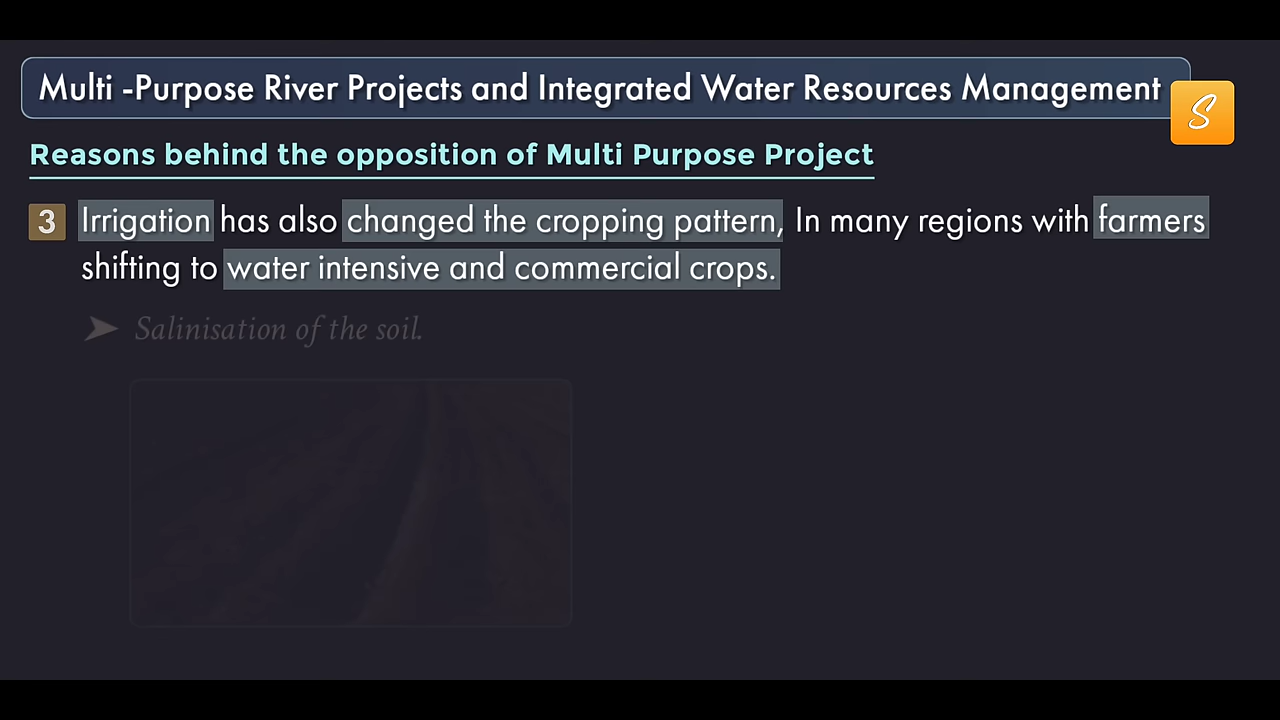 Multi -Purpose River Projects and Integrated Water Resources Management
S
Reasons behind the opposition of Multi Purpose Project
3 Irrigation has also changed the cropping pattern, In many regions with farmers
shifting to water intensive and commercial crops.
➤ Salinisation of the soil.